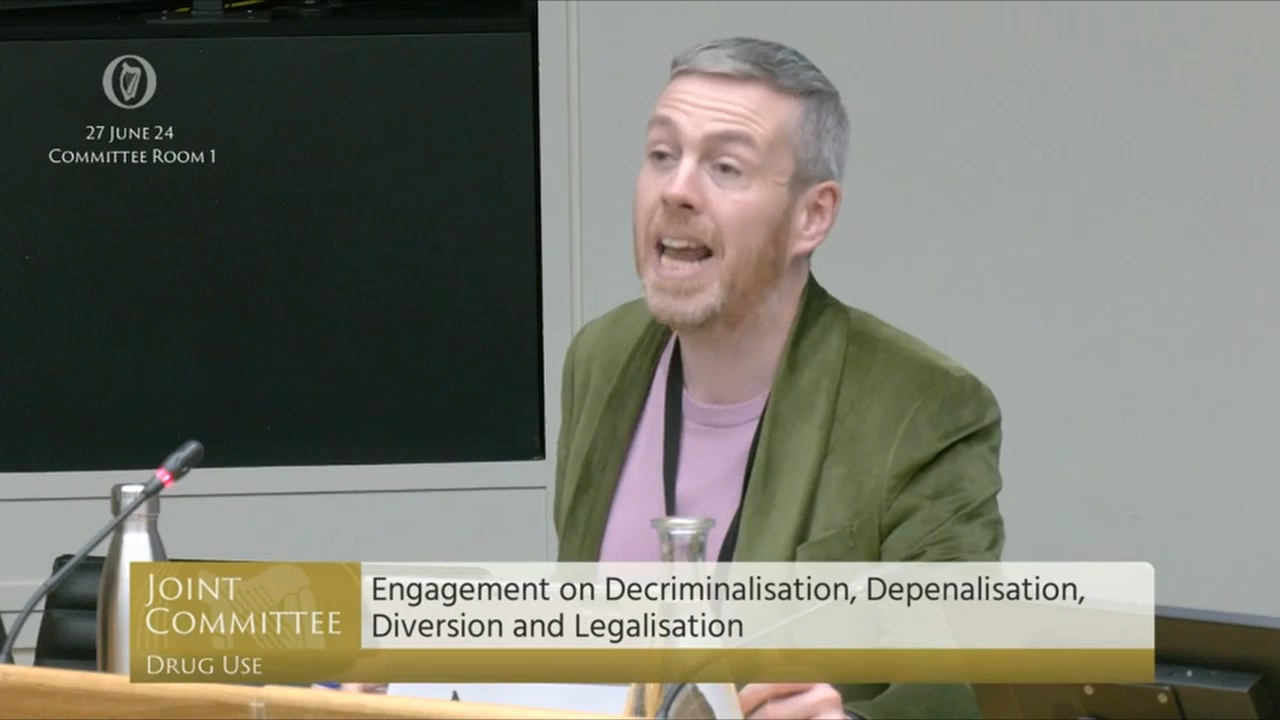 27 June 24
Committee Room 1
Engagement on Decriminalisation, Depenalisation,
Diversion and Legalisation
Joint
Committee
Drug Use